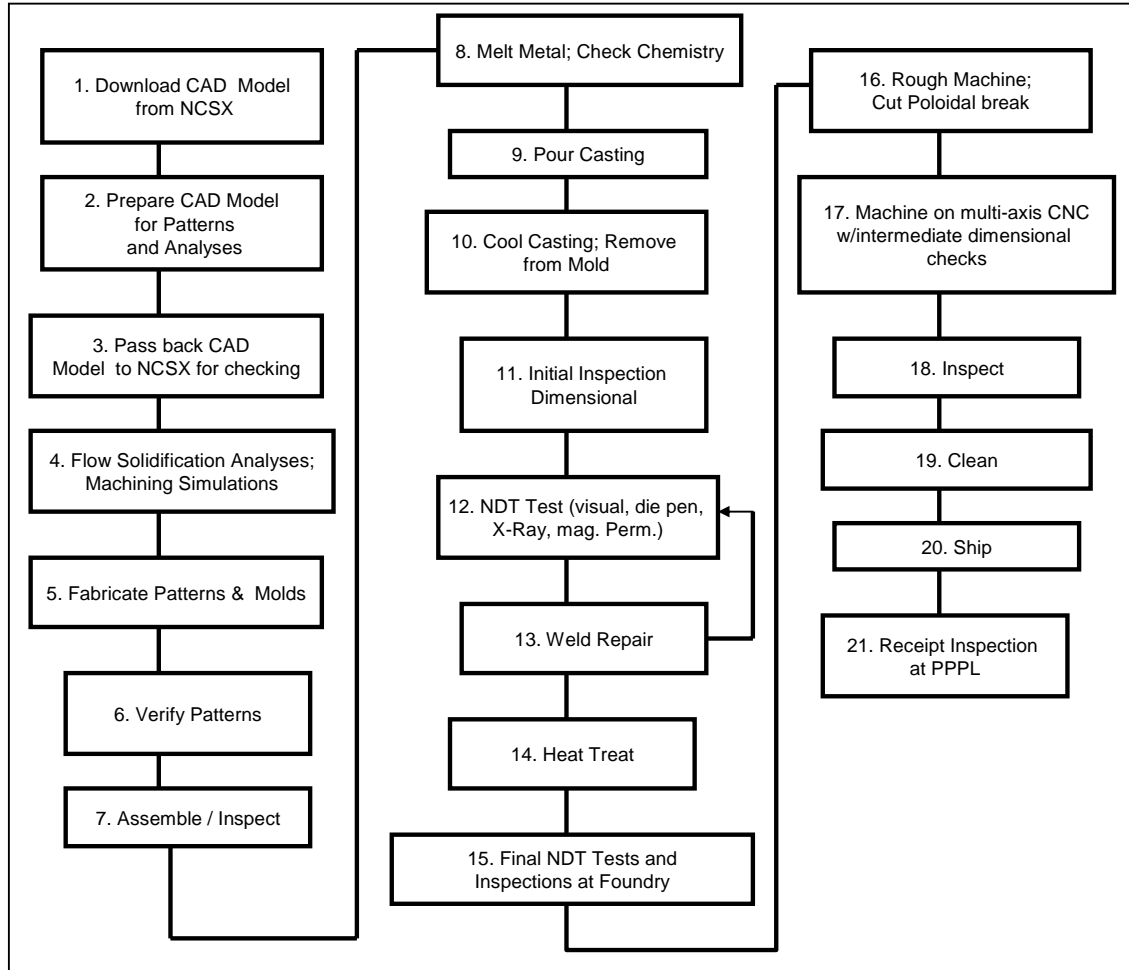 1. Download CAD Model
from NCSX
2. Prepare CAD Model
for Patterns
and Analyses
3. Pass back CAD
Model to NCSX for checking
4. Flow Solidification Analyses;
Machining Simulations
5. Fabricate Patterns & Molds
6. Verify Patterns
7. Assemble / Inspect
8. Melt Metal; Check Chemistry
9. Pour Casting
10. Cool Casting; Remove
from Mold
11. Initial Inspection
Dimensional
12. NDT Test (visual, die pen,
X-Ray, mag. Perm.)
13. Weld Repair
14. Heat Treat
15. Final NDT Tests and
Inspections at Foundry
16. Rough Machine;
Cut Poloidal break
17. Machine on multi-axis CNC
w/intermediate dimensional
checks
18. Inspect
19. Clean
20. Ship
21. Receipt Inspection
at PPPL